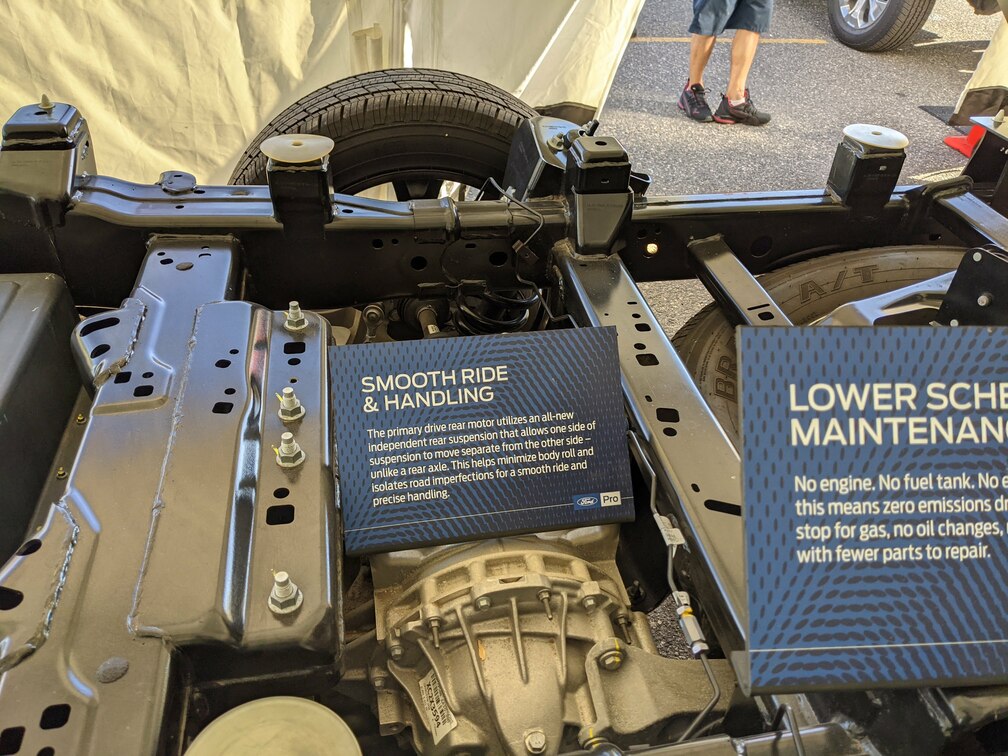 SMOOTH RIDE
& HANDLING
The primary drive rear motor utilizes an all-new
independent rear suspension that allows one side of
suspension to move separate from the other side –
unlike a rear axle. This helps minimize body roll and
isolates road imperfections for a smooth ride and
precise handling.
Ford Pro
LOWER SCHE
MAINTENAN
No engine. No fuel tank. No e
this means zero emissions d
stop for gas, no oil changes,
with fewer parts to repair.
A/T
BR
XCX3594